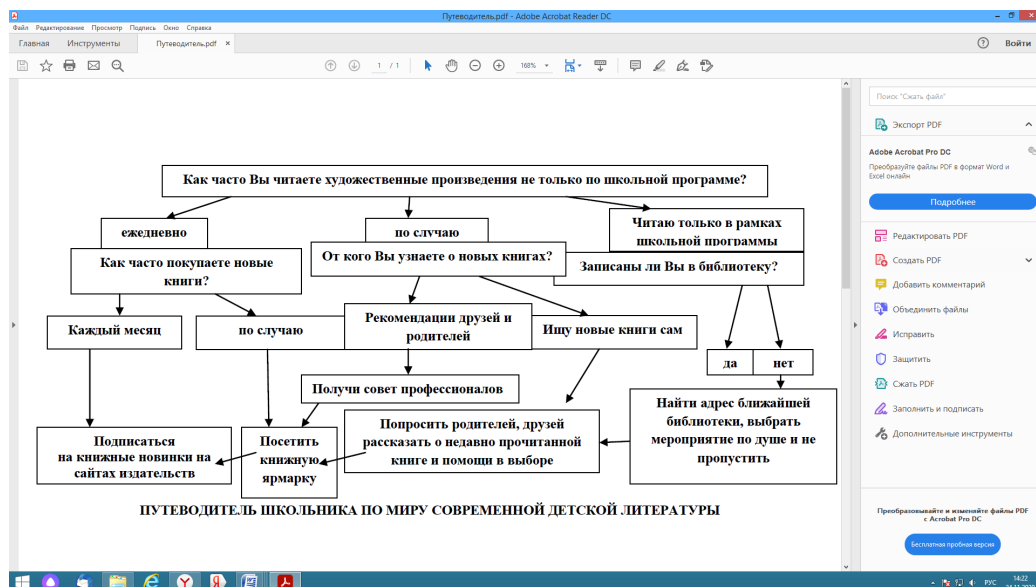 Путеводитель.pdf - Adobe Acrobat Reader DC
Файл Редактирование Просмотр Подпись Окно Справка
Главная Инструменты Путеводитель.pdf × Войти
1 / 1 168%
Поиск "Сжать файл"
Экспорт PDF
Adobe Acrobat Pro DC
Преобразуйте файлы PDF в формат Word и
Excel онлайн
Подробнее
Редактировать PDF
Создать PDF
Добавить комментарий
Объединить файлы
Исправить
Защитить
Сжать PDF
Заполнить и подписать
Дополнительные инструменты
Преобразовывайте и изменяйте файлы PDF
с Acrobat Pro DC
Бесплатная пробная версия
Как часто Вы читаете художественные произведения не только по школьной программе?
ежедневно
по случаю
Читаю только в рамках
школьной программы
Как часто покупаете новые
книги?
От кого Вы узнаете о новых книгах?
Записаны ли Вы в библиотеку?
Каждый месяц
по случаю
Рекомендации друзей и
родителей
Ищу новые книги сам
да
нет
Получи совет профессионалов
Подписаться
на книжные новинки на
сайтах издательств
Посетить
книжную
ярмарку
Попросить родителей, друзей
рассказать о недавно прочитанной
книге и помощи в выборе
Найти адрес ближайшей
библиотеки, выбрать
мероприятие по душе и не
пропустить
ПУТЕВОДИТЕЛЬ ШКОЛЬНИКА ПО МИРУ СОВРЕМЕННОЙ ДЕТСКОЙ ЛИТЕРАТУРЫ
РУС 14:22